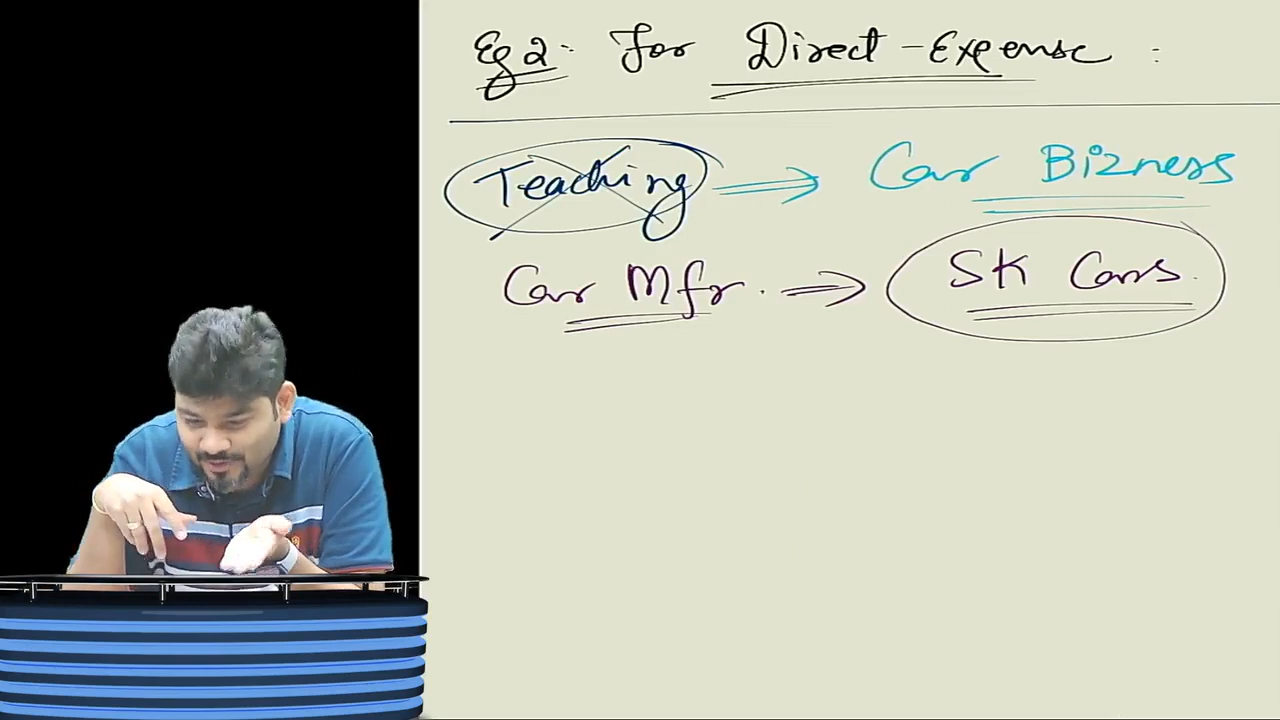 Eg 2: For Direct-Expense :
Teaching ⇒ Car Bizness
Car Mfr. ⇒ SK Cars.